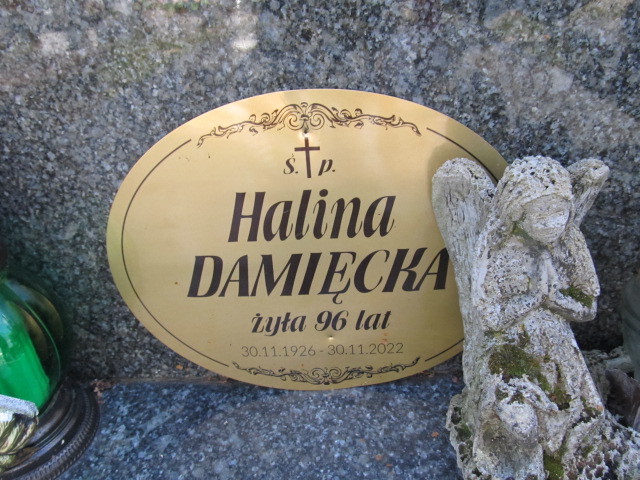 ś. p.
Halina
DAMIĘCKA
żyła 96 lat
30.11.1926 - 30.11.2022